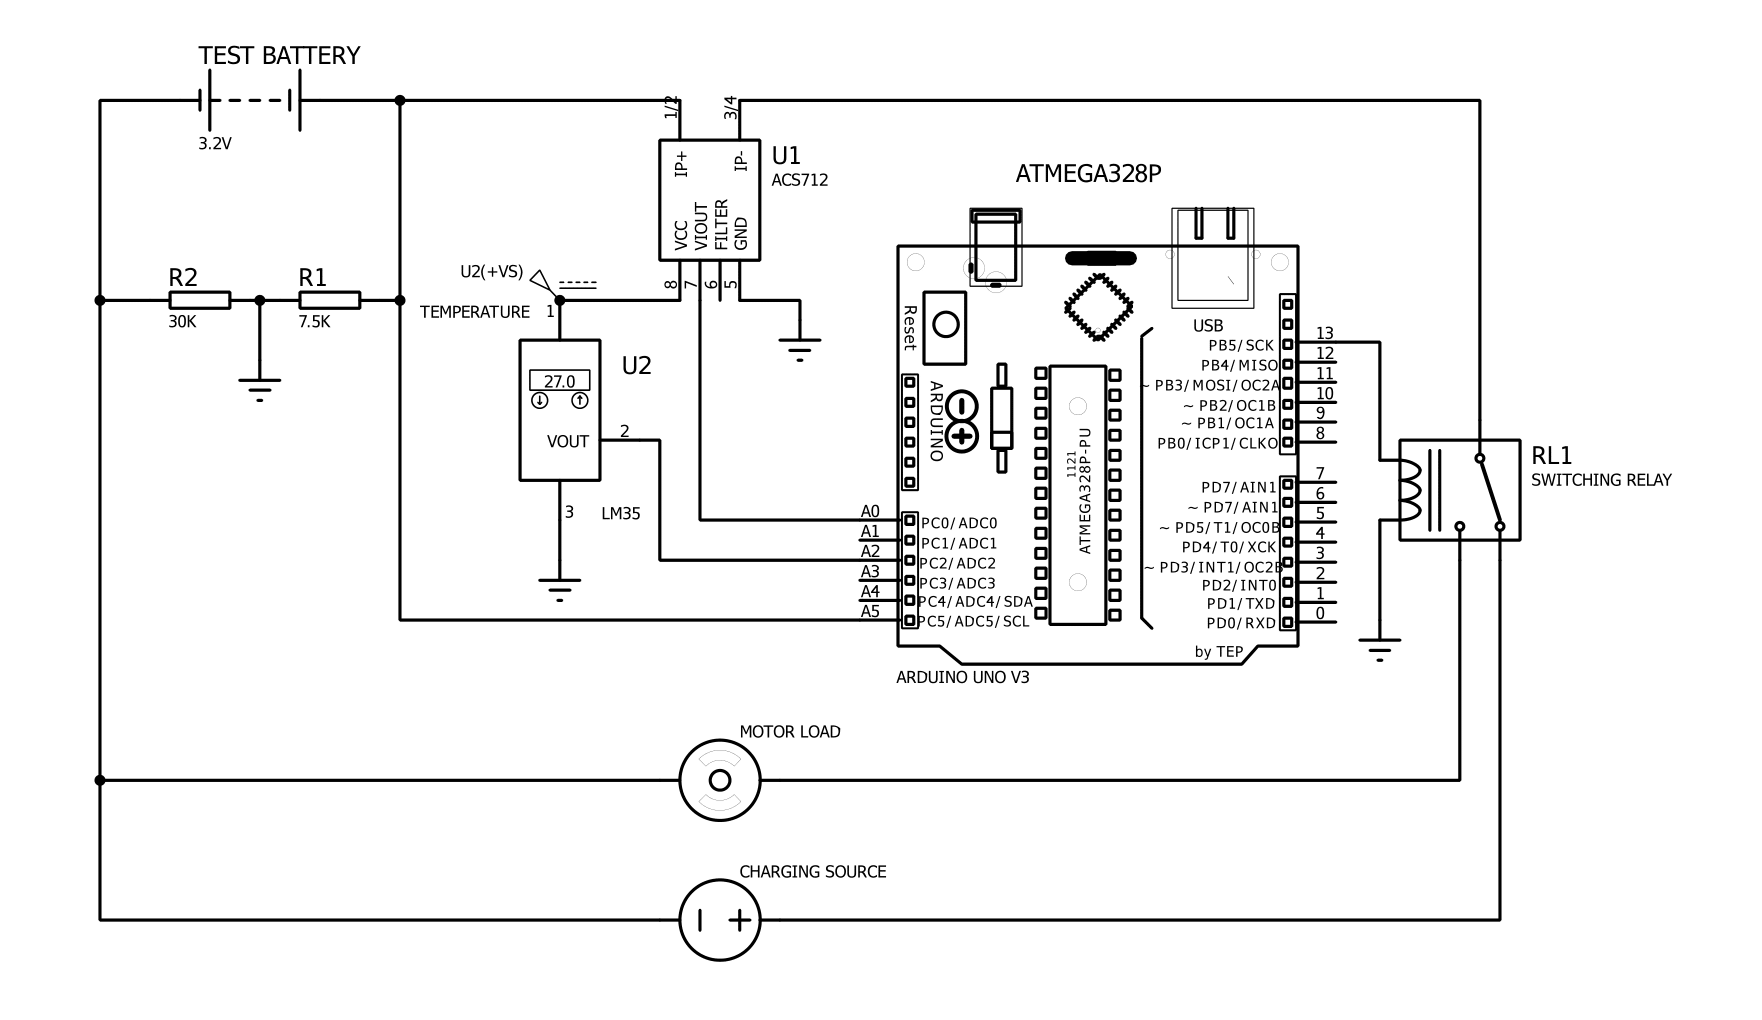 TEST BATTERY
3.2V
R2
30K
R1
7.5K
1/2
3/4
IP+
IP-
VCC
VIOUT
FILTER
GND
8
7
6
5
U1
ACS712
U2(+VS)
TEMPERATURE
1
27.0
VOUT
2
3
U2
LM35
ATMEGA328P
Reset
ARDUINO
USB
1121
ATMEGA328P-PU
A0
A1
A2
A3
A4
A5
PC0/ADC0
PC1/ADC1
PC2/ADC2
PC3/ADC3
PC4/ADC4/SDA
PC5/ADC5/SCL
PB5/SCK 13
PB4/MISO 12
~ PB3/MOSI/OC2A 11
~ PB2/OC1B 10
~ PB1/OC1A 9
PB0/ICP1/CLKO 8
PD7/AIN1 7
~ PD7/AIN1 6
~ PD5/T1/OC0B 5
PD4/T0/XCK 4
~ PD3/INT1/OC2B 3
PD2/INT0 2
PD1/TXD 1
PD0/RXD 0
by TEP
ARDUINO UNO V3
RL1
SWITCHING RELAY
MOTOR LOAD
CHARGING SOURCE